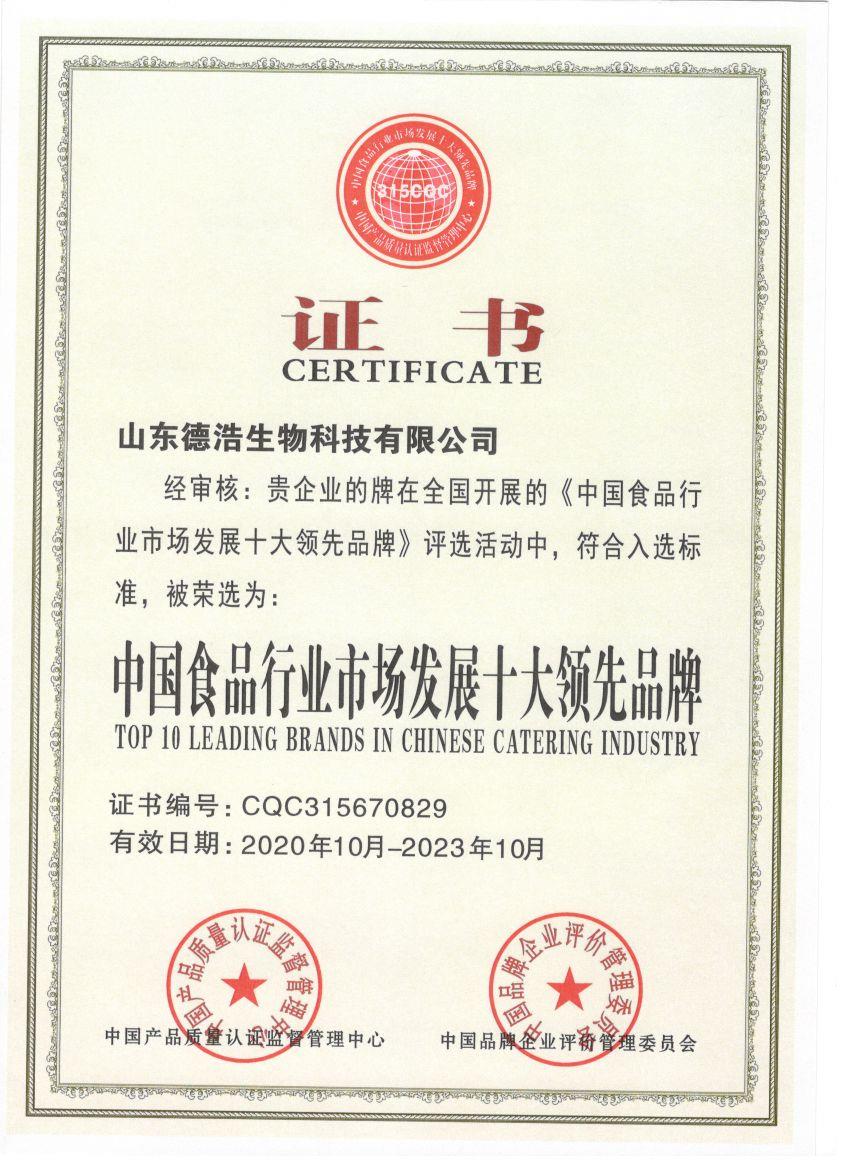 中国食品行业市场发展十大领先品牌
315CQC
中国产品质量认证监督管理中心
证 书
CERTIFICATE
山东德浩生物科技有限公司
经审核：贵企业的牌在全国开展的《中国食品行
业市场发展十大领先品牌》评选活动中，符合入选标
准，被荣选为：
中国食品行业市场发展十大领先品牌
TOP 10 LEADING BRANDS IN CHINESE CATERING INDUSTRY
证书编号：CQC315670829
有效日期：2020年10月–2023年10月
中国产品质量认证监督管理中心
中国品牌企业评价管理委员会
中国产品质量认证监督管理中心
中国品牌企业评价管理委员会